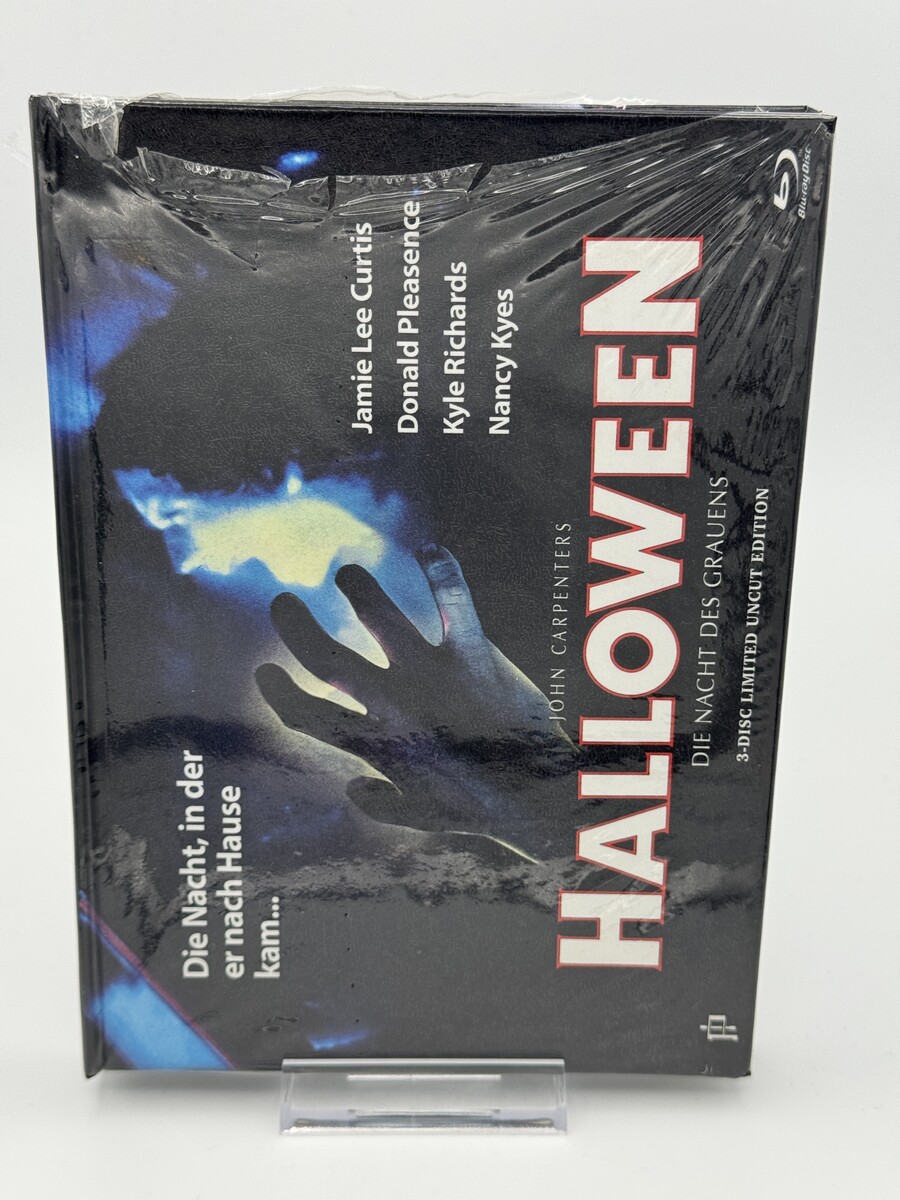 Die Nacht, in der
er nach Hause
kam...
Jamie Lee Curtis
Donald Pleasence
Kyle Richards
Nancy Kyes
JOHN CARPENTERS
HALLOWEEN
DIE NACHT DES GRAUENS
3-DISC LIMITED UNCUT EDITION
Blu-ray Disc